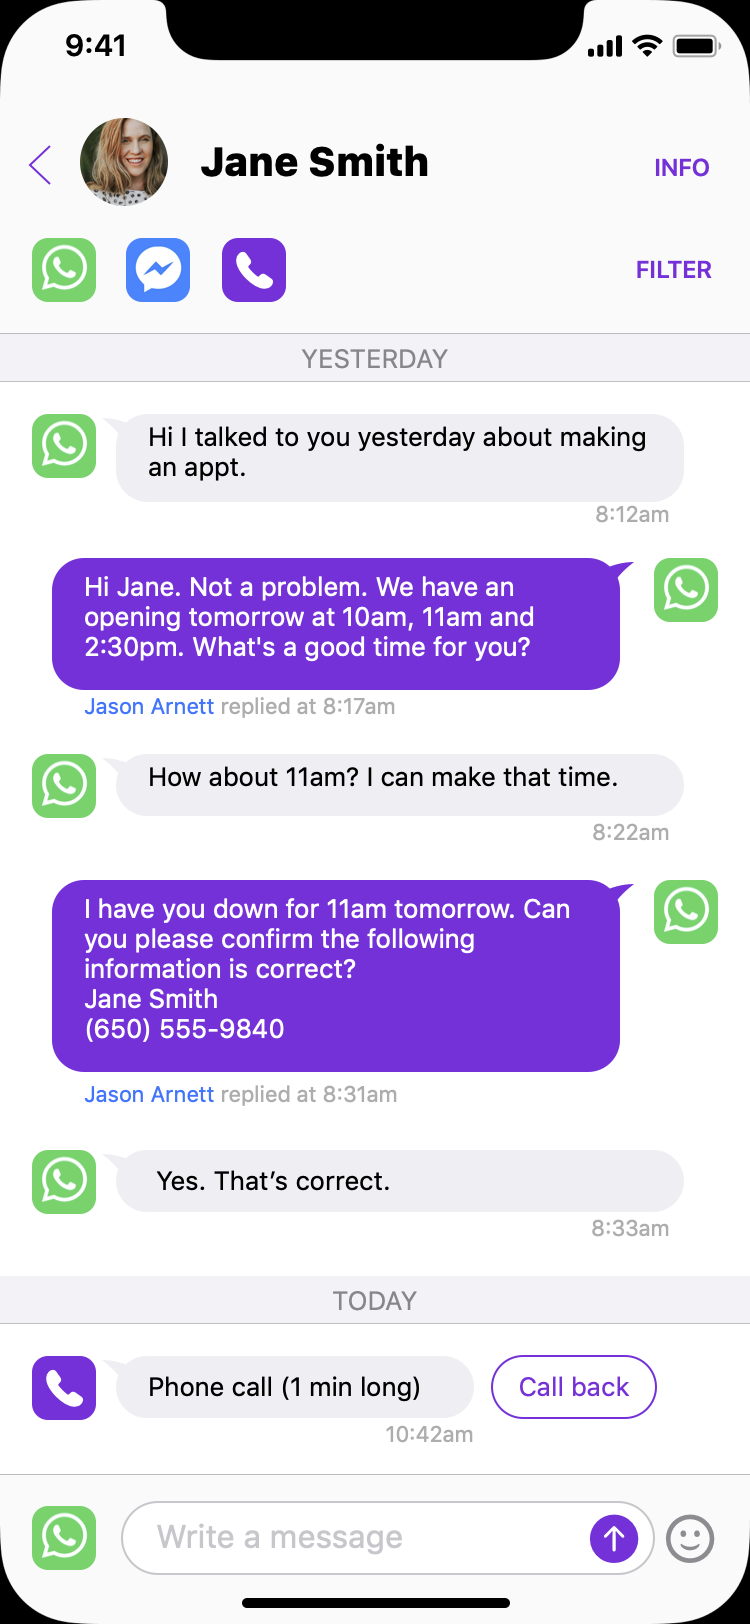 9:41
Jane Smith
INFO
FILTER
YESTERDAY
Hi I talked to you yesterday about making
an appt.
8:12am
Hi Jane. Not a problem. We have an
opening tomorrow at 10am, 11am and
2:30pm. What's a good time for you?
Jason Arnett replied at 8:17am
How about 11am? I can make that time.
8:22am
I have you down for 11am tomorrow. Can
you please confirm the following
information is correct?
Jane Smith
(650) 555-9840
Jason Arnett replied at 8:31am
Yes. That’s correct.
8:33am
TODAY
Phone call (1 min long)
Call back
10:42am
Write a message